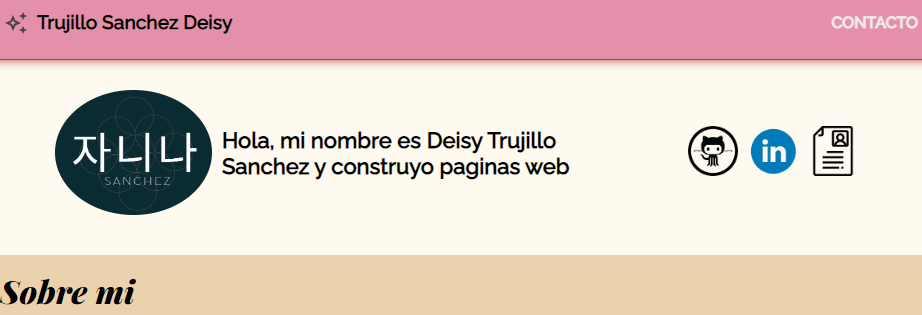 Trujillo Sanchez Deisy
CONTACTO
자니나
SANCHEZ
Hola, mi nombre es Deisy Trujillo
Sanchez y construyo paginas web
in
Sobre mi